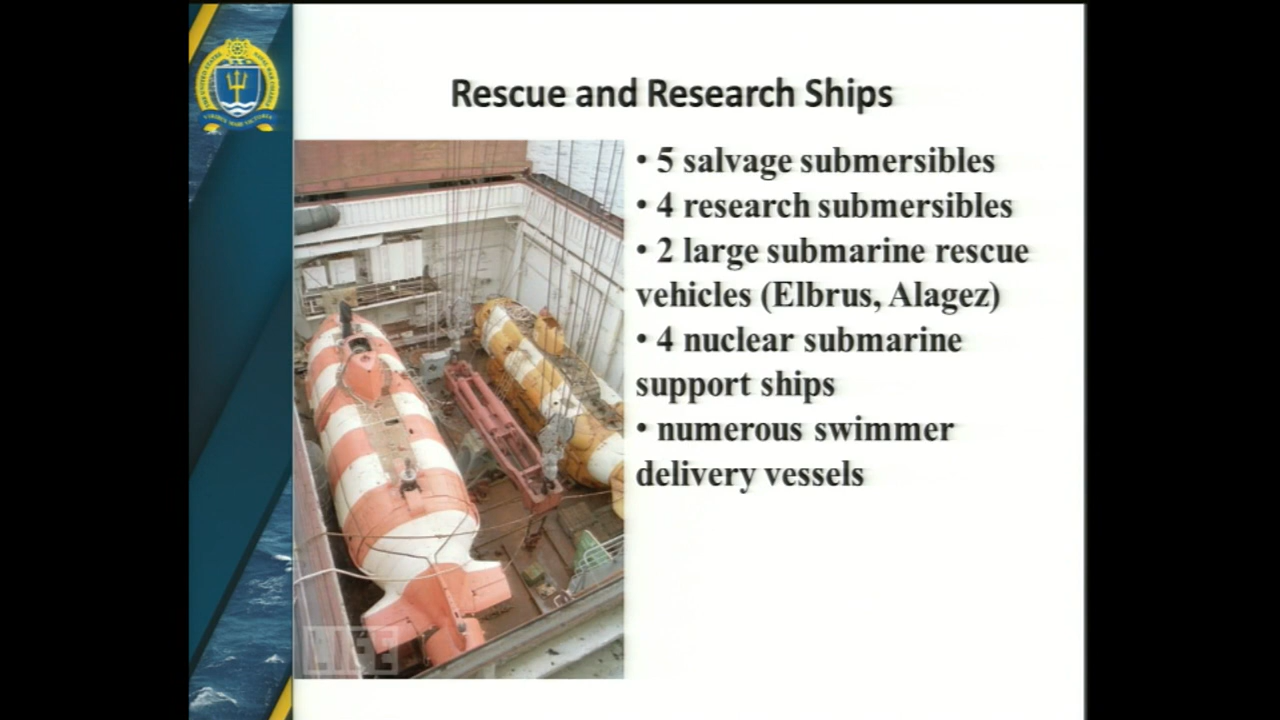 Rescue and Research Ships
• 5 salvage submersibles
• 4 research submersibles
• 2 large submarine rescue
vehicles (Elbrus, Alagez)
• 4 nuclear submarine
support ships
• numerous swimmer
delivery vessels
LIFE